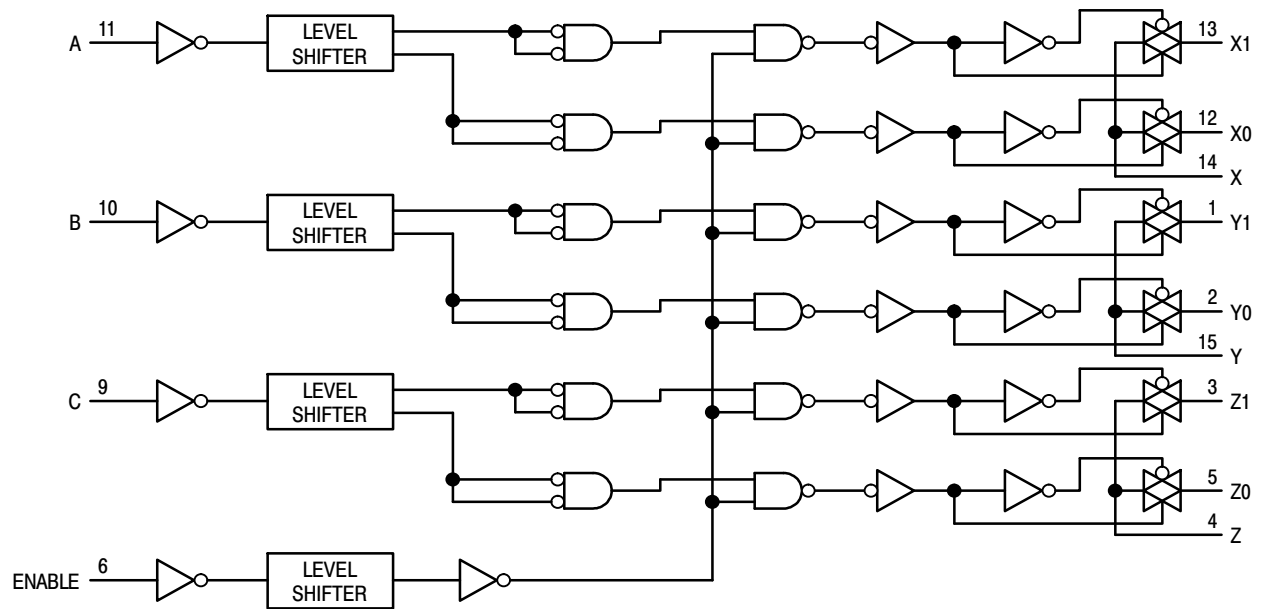 A 11 LEVEL SHIFTER 13 X1
12 X0
14 X
B 10 LEVEL SHIFTER 1 Y1
2 Y0
15 Y
C 9 LEVEL SHIFTER 3 Z1
5 Z0
4 Z
ENABLE 6 LEVEL SHIFTER